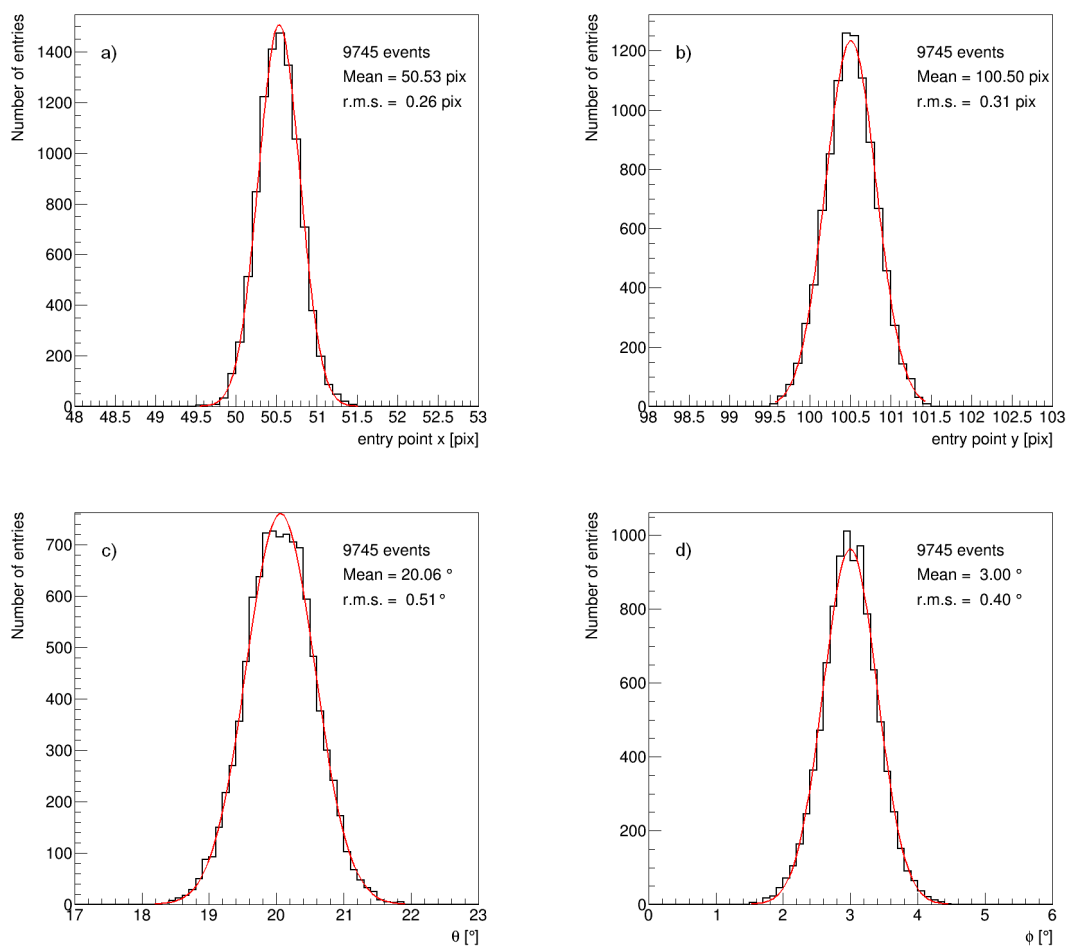 Number of entries
a)
9745 events
Mean = 50.53 pix
r.m.s. = 0.26 pix
1400
1200
1000
800
600
400
200
0
48 48.5 49 49.5 50 50.5 51 51.5 52 52.5 53
entry point x [pix]
Number of entries
b)
9745 events
Mean = 100.50 pix
r.m.s. = 0.31 pix
1200
1000
800
600
400
200
0
98 98.5 99 99.5 100 100.5 101 101.5 102 102.5 103
entry point y [pix]
Number of entries
c)
9745 events
Mean = 20.06 º
r.m.s. = 0.51 º
700
600
500
400
300
200
100
0
17 18 19 20 21 22 23
θ [º]
Number of entries
d)
9745 events
Mean = 3.00 º
r.m.s. = 0.40 º
1000
800
600
400
200
0
0 1 2 3 4 5 6
ϕ [º]